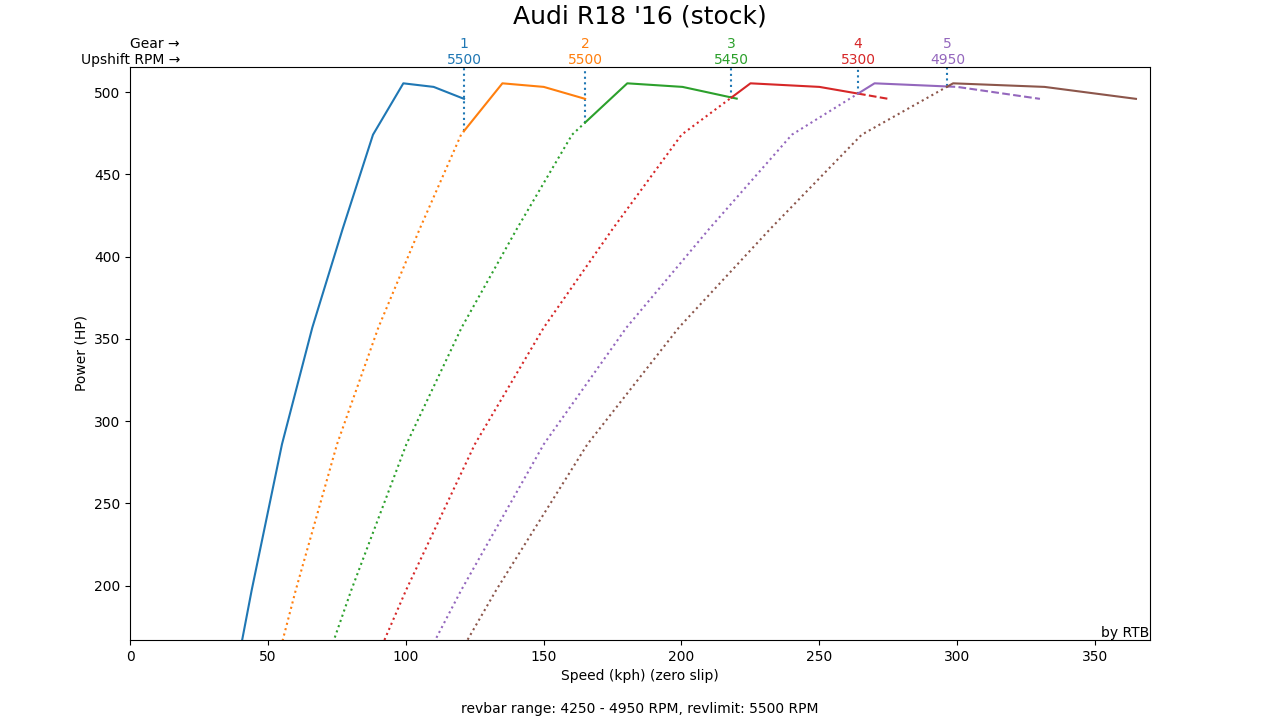 Audi R18 '16 (stock)
Gear → 1 2 3 4 5
Upshift RPM → 5500 5500 5450 5300 4950
500
450
400
350
300
250
200
Power (HP)
by RTB
0 50 100 150 200 250 300 350
Speed (kph) (zero slip)
revbar range: 4250 - 4950 RPM, revlimit: 5500 RPM